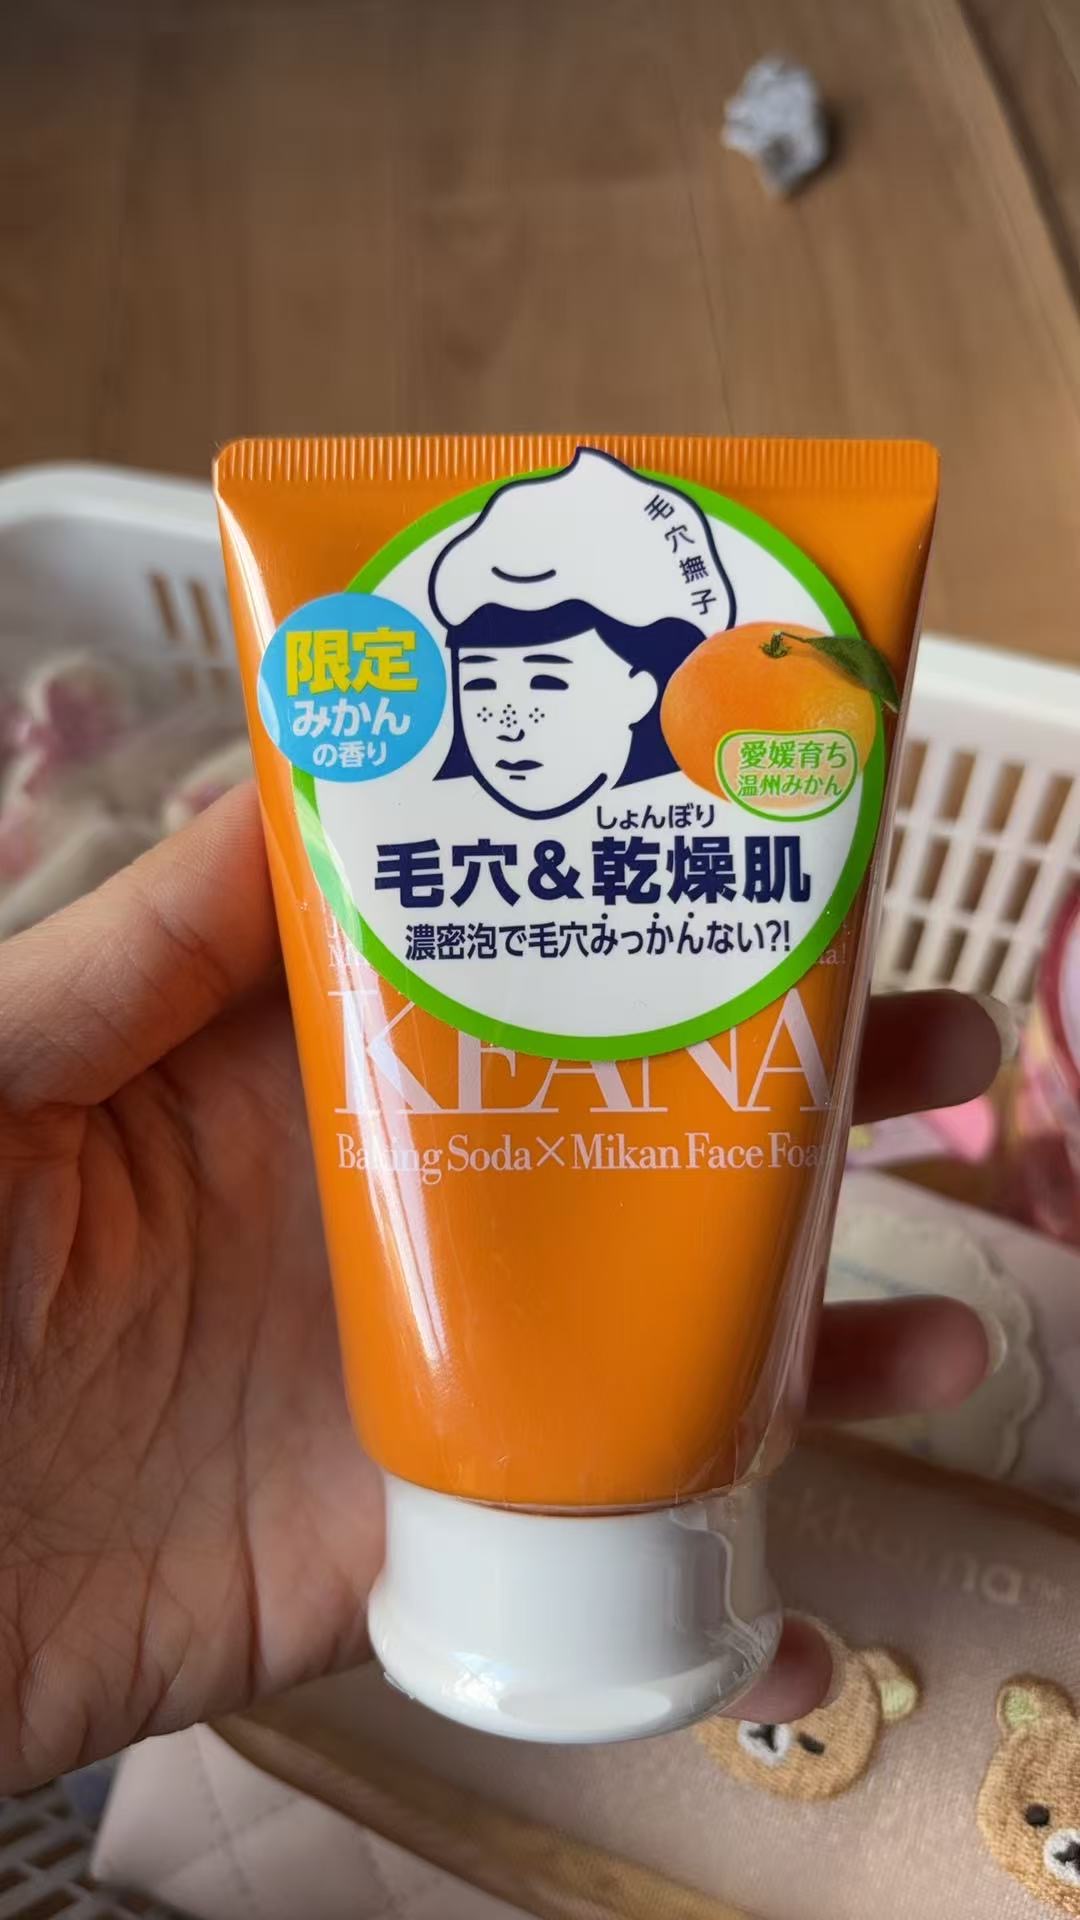 毛穴撫子
限定
みかん
の香り
愛媛育ち
温州みかん
しょんぼり
毛穴&乾燥肌
濃密泡で毛穴みっかんない?!
KEANA
Baking Soda×Mikan Face Foa